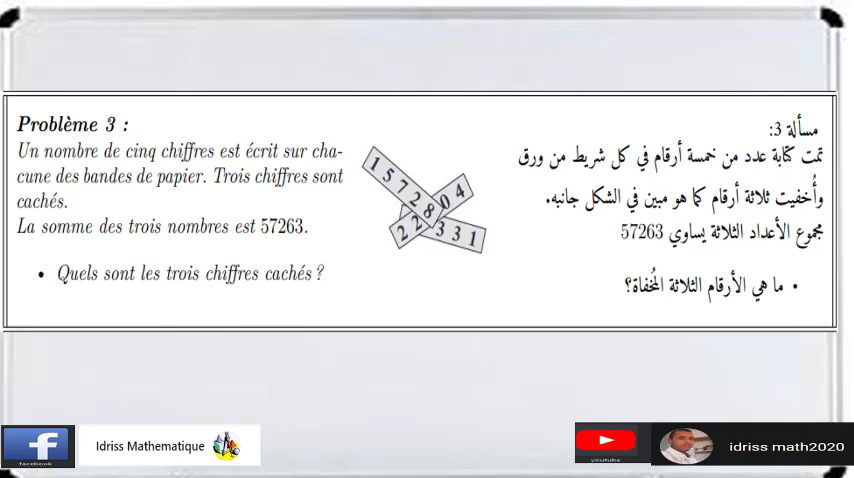 Problème 3 :
Un nombre de cinq chiffres est écrit sur cha-
cune des bandes de papier. Trois chiffres sont
cachés.
La somme des trois nombres est 57263.
• Quels sont les trois chiffres cachés ?
1 5 7 2 8
0 4
2 2
3 3 1
مسألة 3:
تمت كتابة عدد من خمسة أرقام في كل شريط من ورق
وأُخفيت ثلاثة أرقام كما هو مبين في الشكل جانبه.
مجموع الأعداد الثلاثة يساوي 57263
• ما هي الأرقام الثلاثة المُخفاة؟
facebook
Idriss Mathematique
youtube
idriss math2020